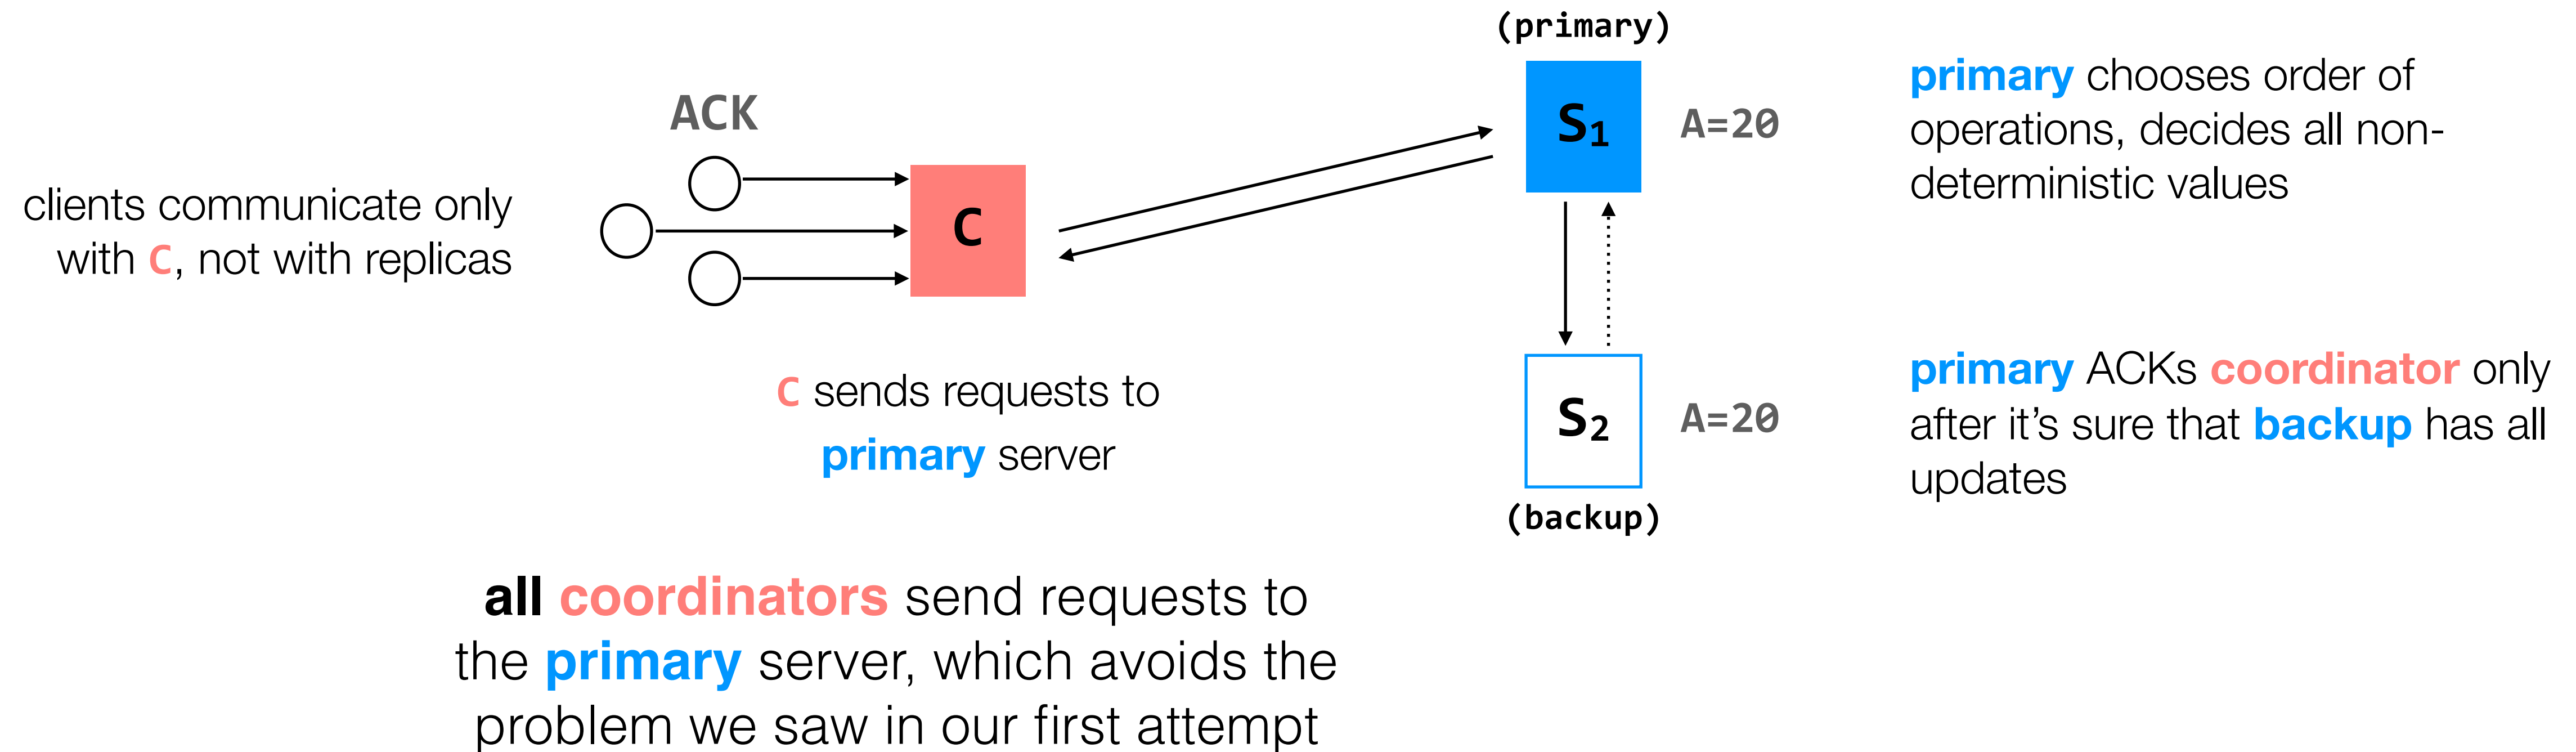 (primary)
ACK
S1
A=20
primary chooses order of
operations, decides all non-
deterministic values
clients communicate only
with C, not with replicas
C
C sends requests to
primary server
S2
A=20
(backup)
primary ACKs coordinator only
after it's sure that backup has all
updates
all coordinators send requests to
the primary server, which avoids the
problem we saw in our first attempt